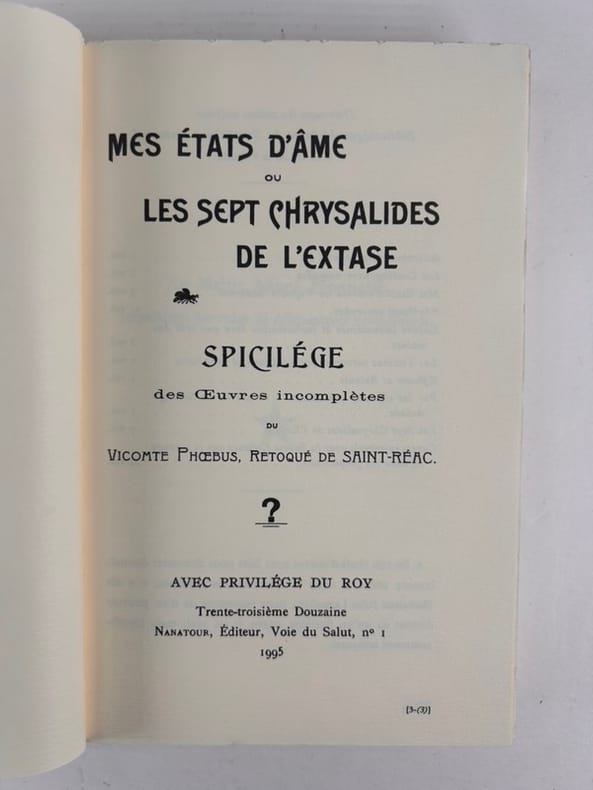 MES ÉTATS D'ÂME
OU
LES SEPT CHRYSALIDES
DE L'EXTASE
SPICILÉGE
des Œuvres incomplètes
DU
VICOMTE PHŒBUS, RETOQUÉ DE SAINT-RÉAC.
?
AVEC PRIVILÉGE DU ROY
Trente-troisième Douzaine
NANATOUR, Éditeur, Voie du Salut, nº 1
1995
[3-(3)]